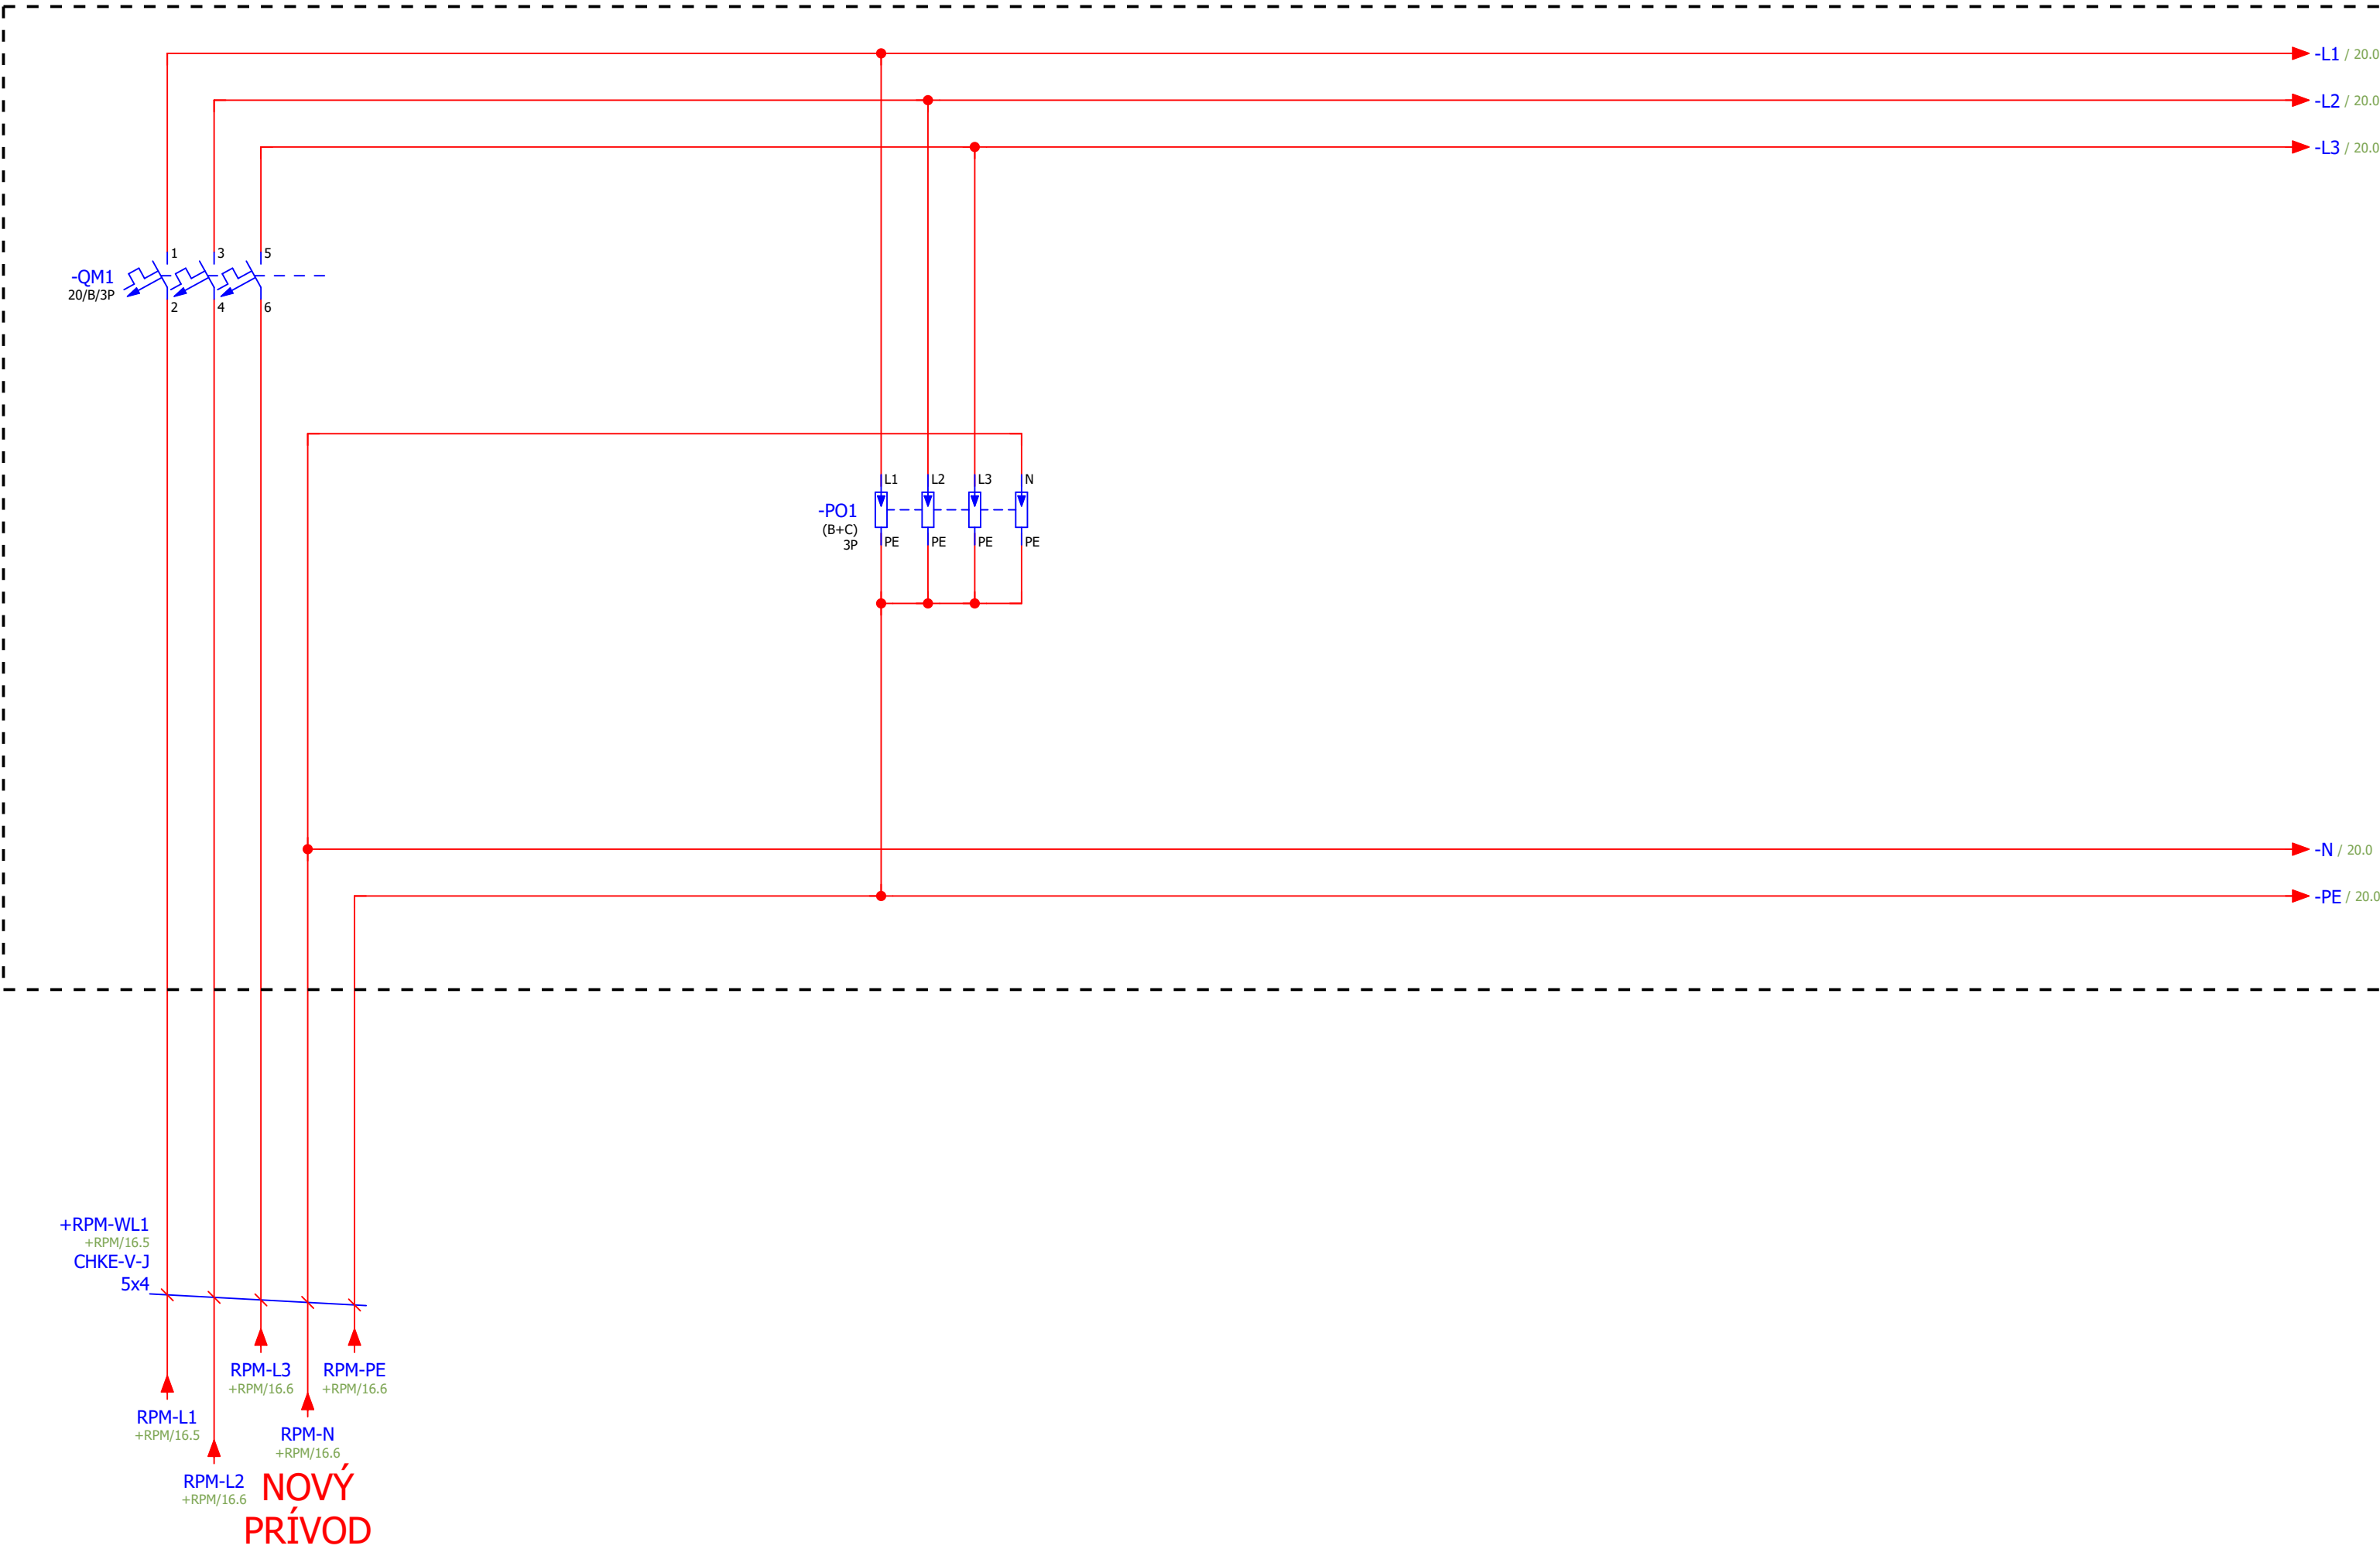 -L1 / 20.0
-L2 / 20.0
-L3 / 20.0
1 3 5
-QM1
20/B/3P
2 4 6
L1 L2 L3 N
-PO1
(B+C)
3P
PE PE PE PE
-N / 20.0
-PE / 20.0
+RPM-WL1
+RPM/16.5
CHKE-V-J
5x4
RPM-L3 RPM-PE
+RPM/16.6 +RPM/16.6
RPM-L1
+RPM/16.5
RPM-N
+RPM/16.6
RPM-L2
+RPM/16.6
NOVÝ
PRÍVOD